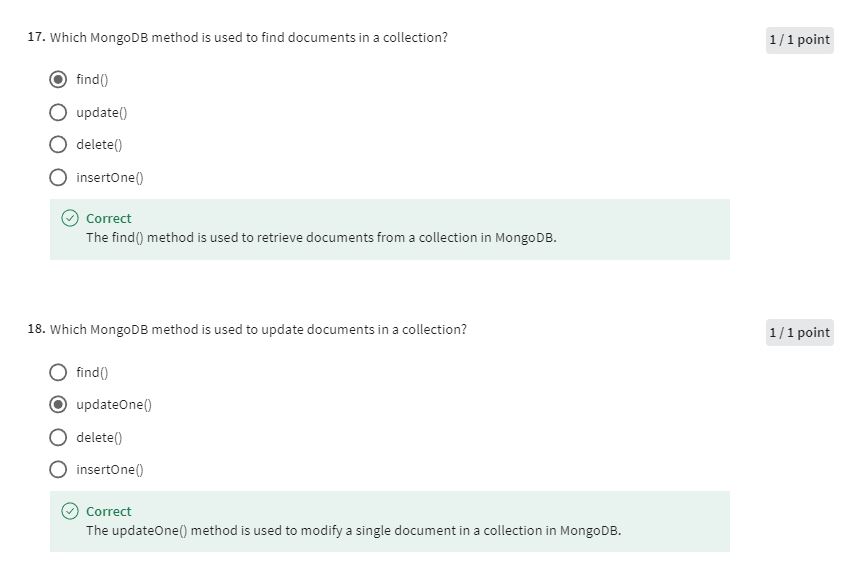 17. Which MongoDB method is used to find documents in a collection?
1 / 1 point
find()
update()
delete()
insertOne()
Correct
The find() method is used to retrieve documents from a collection in MongoDB.
18. Which MongoDB method is used to update documents in a collection?
1 / 1 point
find()
updateOne()
delete()
insertOne()
Correct
The updateOne() method is used to modify a single document in a collection in MongoDB.